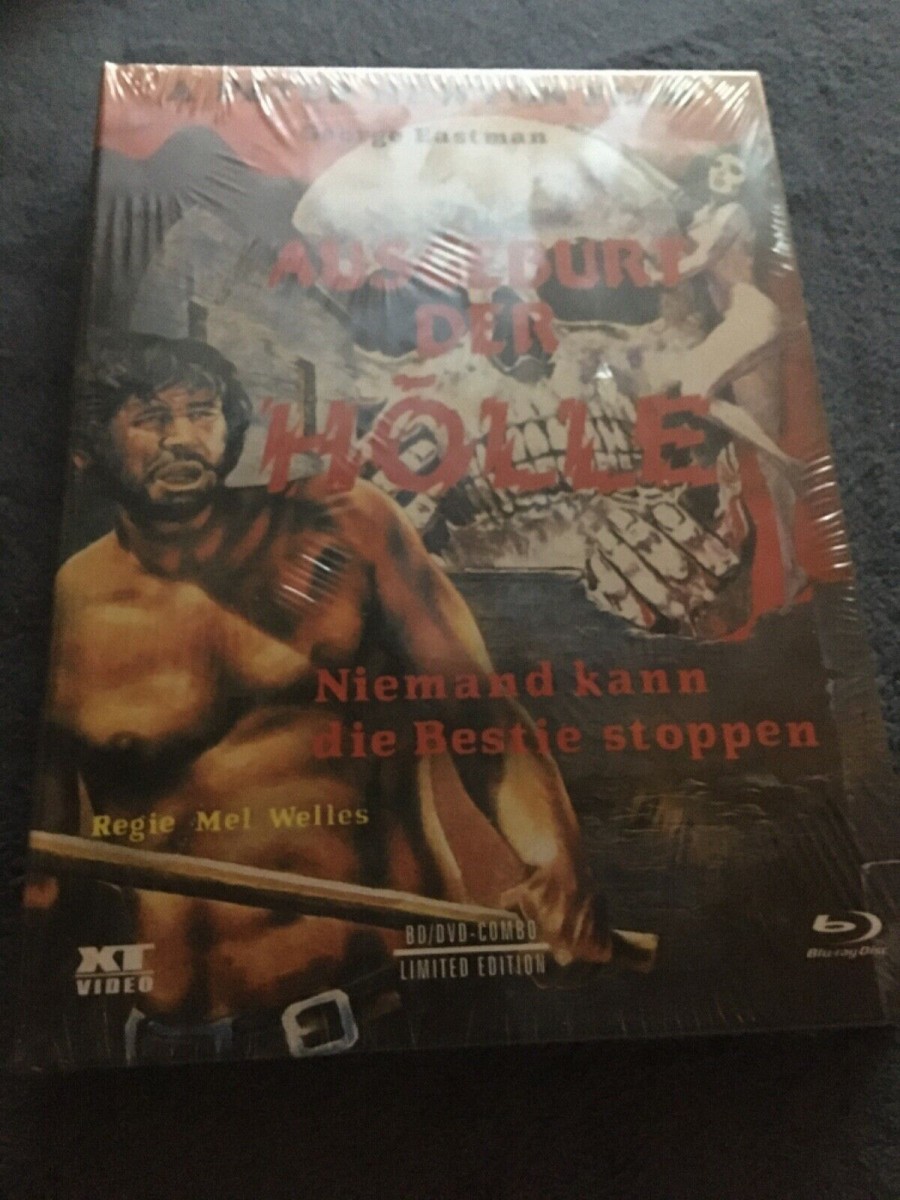 George Eastman
AUSGEBURT
DER
HÖLLE
Niemand kann
die Bestie stoppen
Regie Mel Welles
XT
VIDEO
BD/DVD-COMBO
LIMITED EDITION
Blu-ray Disc